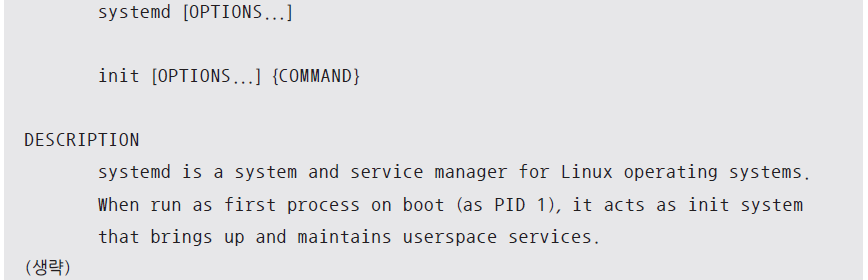 systemd [OPTIONS...]
init [OPTIONS...] {COMMAND}
DESCRIPTION
systemd is a system and service manager for Linux operating systems.
When run as first process on boot (as PID 1), it acts as init system
that brings up and maintains userspace services.
(생략)